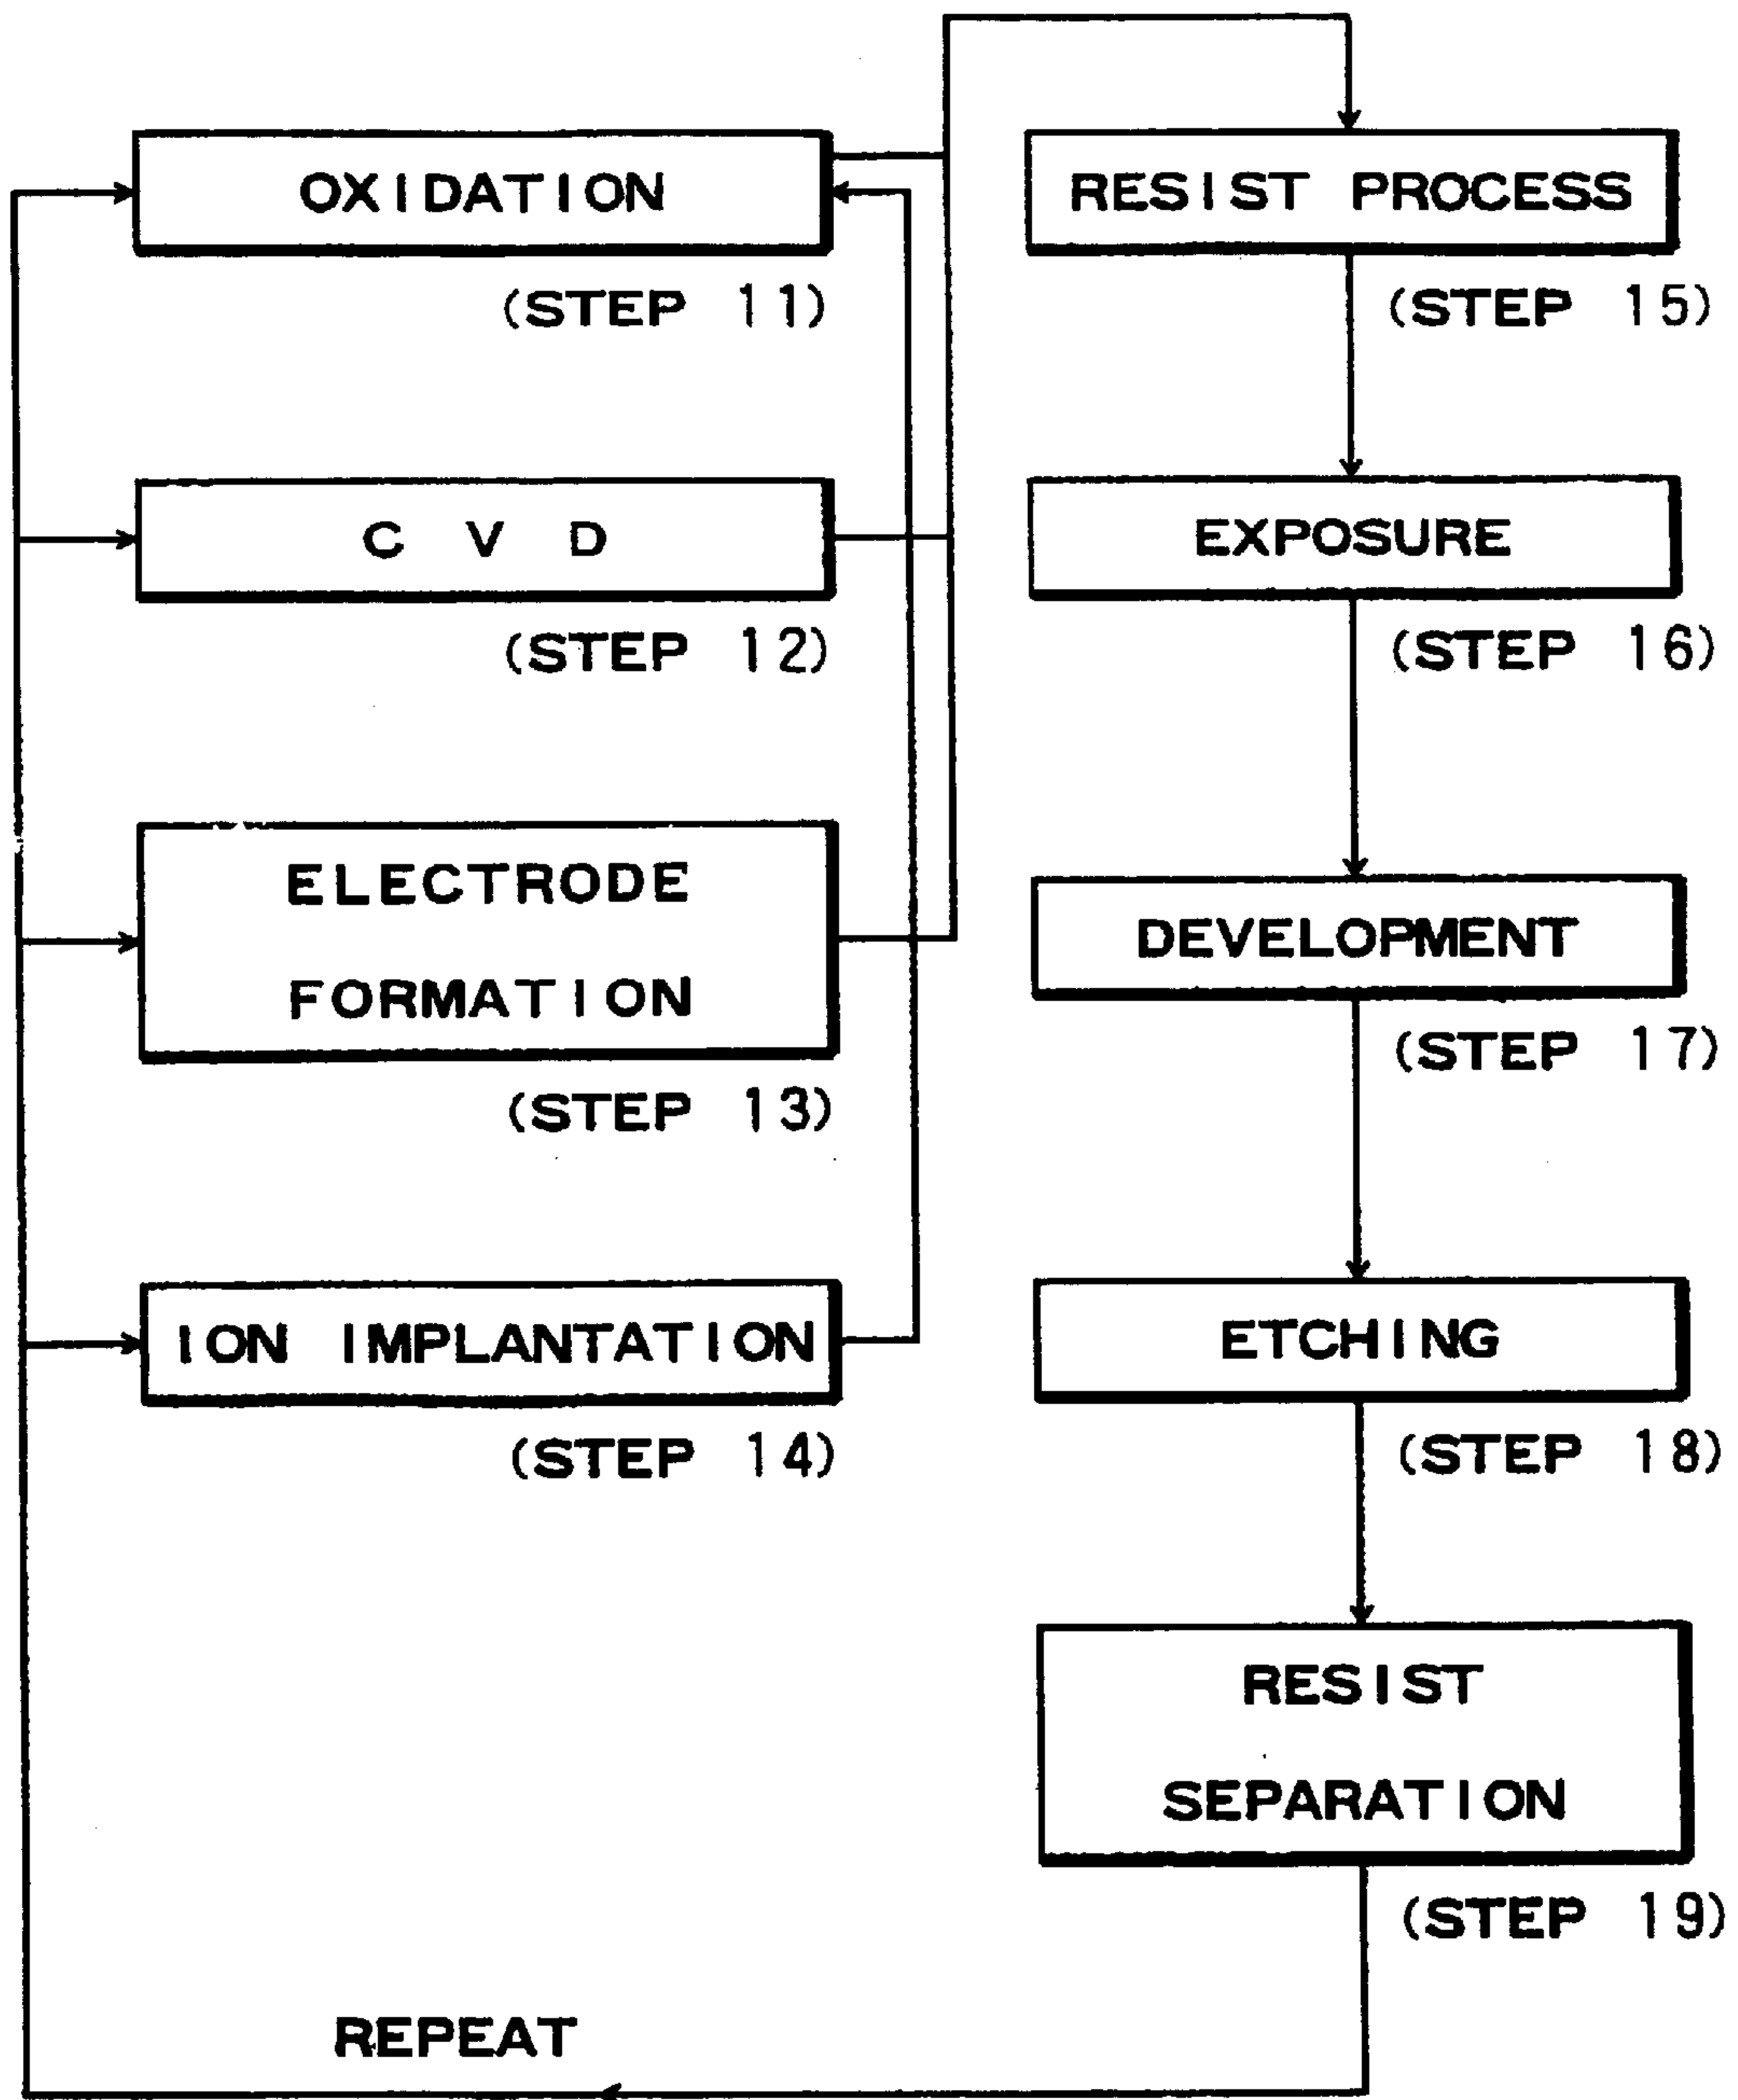 OXIDATION
(STEP 11)
C V D
(STEP 12)
ELECTRODE
FORMATION
(STEP 13)
ION IMPLANTATION
(STEP 14)
RESIST PROCESS
(STEP 15)
EXPOSURE
(STEP 16)
DEVELOPMENT
(STEP 17)
ETCHING
(STEP 18)
RESIST
SEPARATION
(STEP 19)
REPEAT